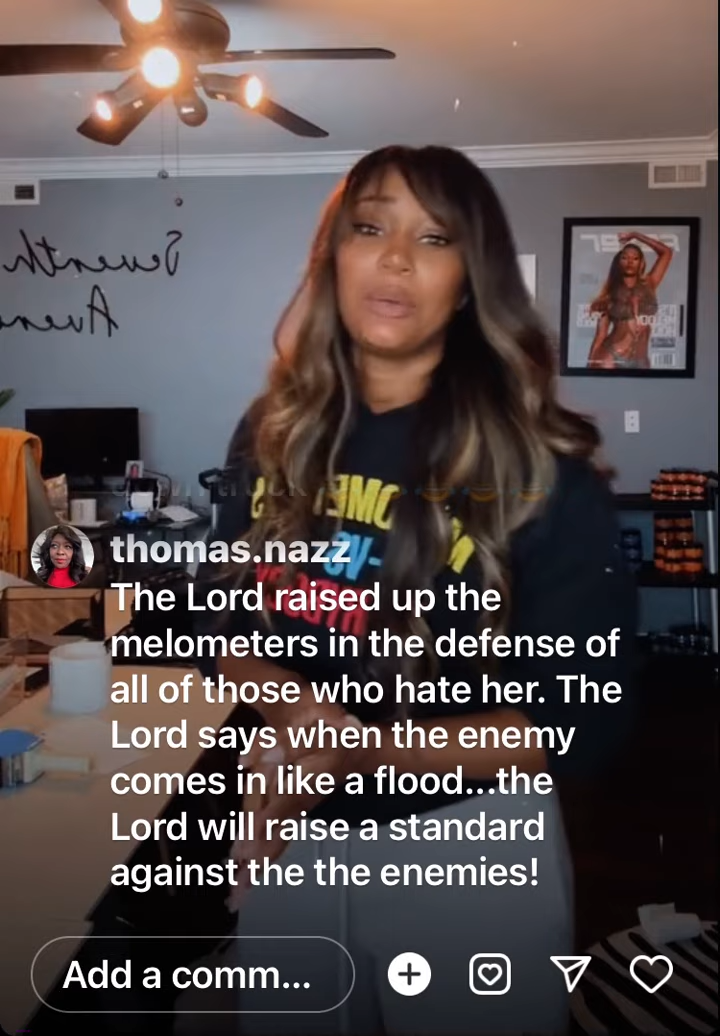 Seventh
Avenu
thomas.nazz
The Lord raised up the
melometers in the defense of
all of those who hate her. The
Lord says when the enemy
comes in like a flood...the
Lord will raise a standard
against the the enemies!
Add a comm...